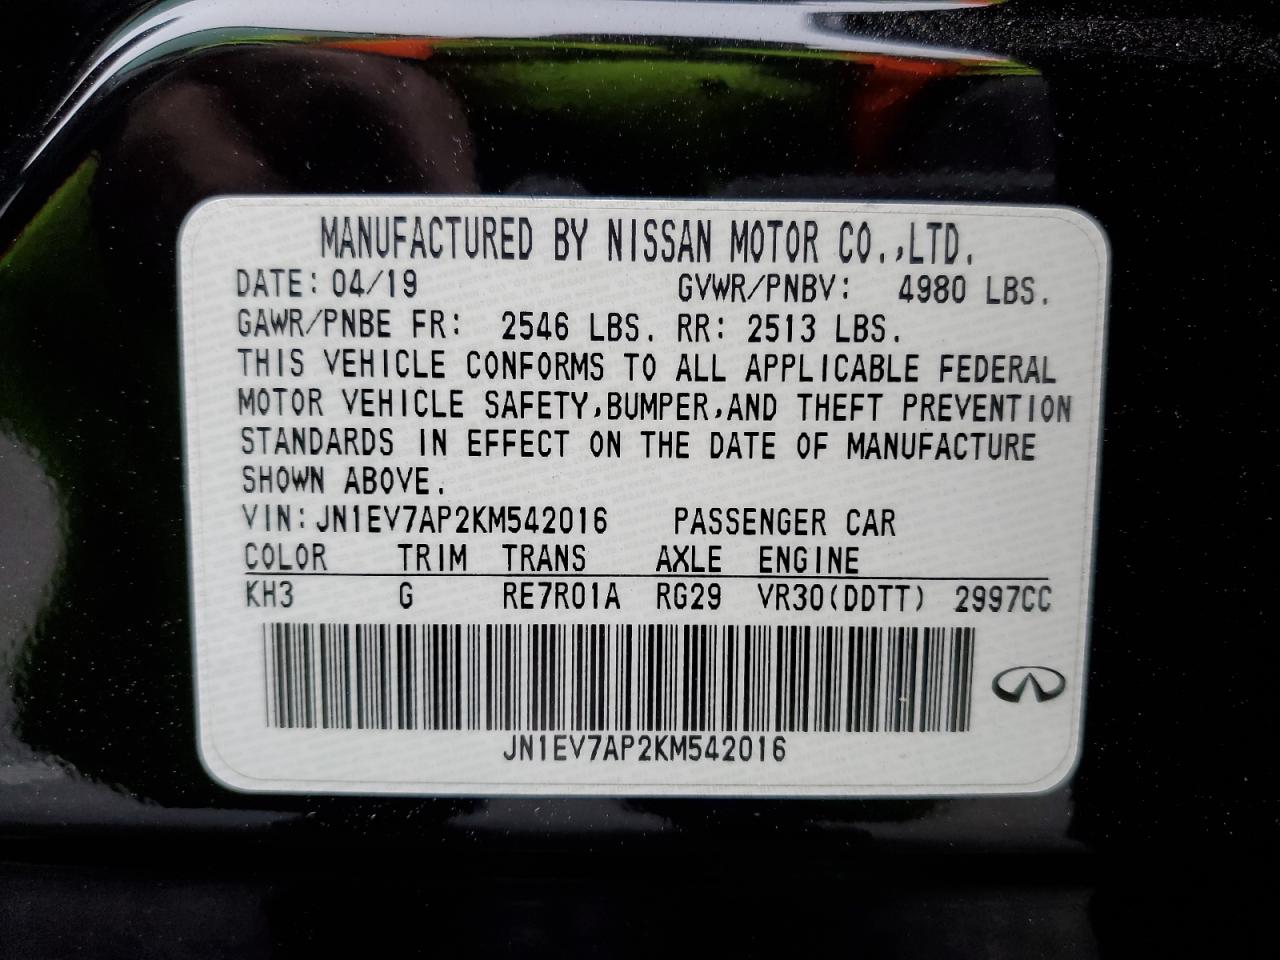 MANUFACTURED BY NISSAN MOTOR CO.,LTD.
DATE: 04/19 GVWR/PNBV: 4980 LBS.
GAWR/PNBE FR: 2546 LBS. RR: 2513 LBS.
THIS VEHICLE CONFORMS TO ALL APPLICABLE FEDERAL
MOTOR VEHICLE SAFETY,BUMPER,AND THEFT PREVENTION
STANDARDS IN EFFECT ON THE DATE OF MANUFACTURE
SHOWN ABOVE.
VIN:JN1EV7AP2KM542016 PASSENGER CAR
COLOR TRIM TRANS AXLE ENGINE
KH3 G RE7R01A RG29 VR30(DDTT) 2997CC
JN1EV7AP2KM542016